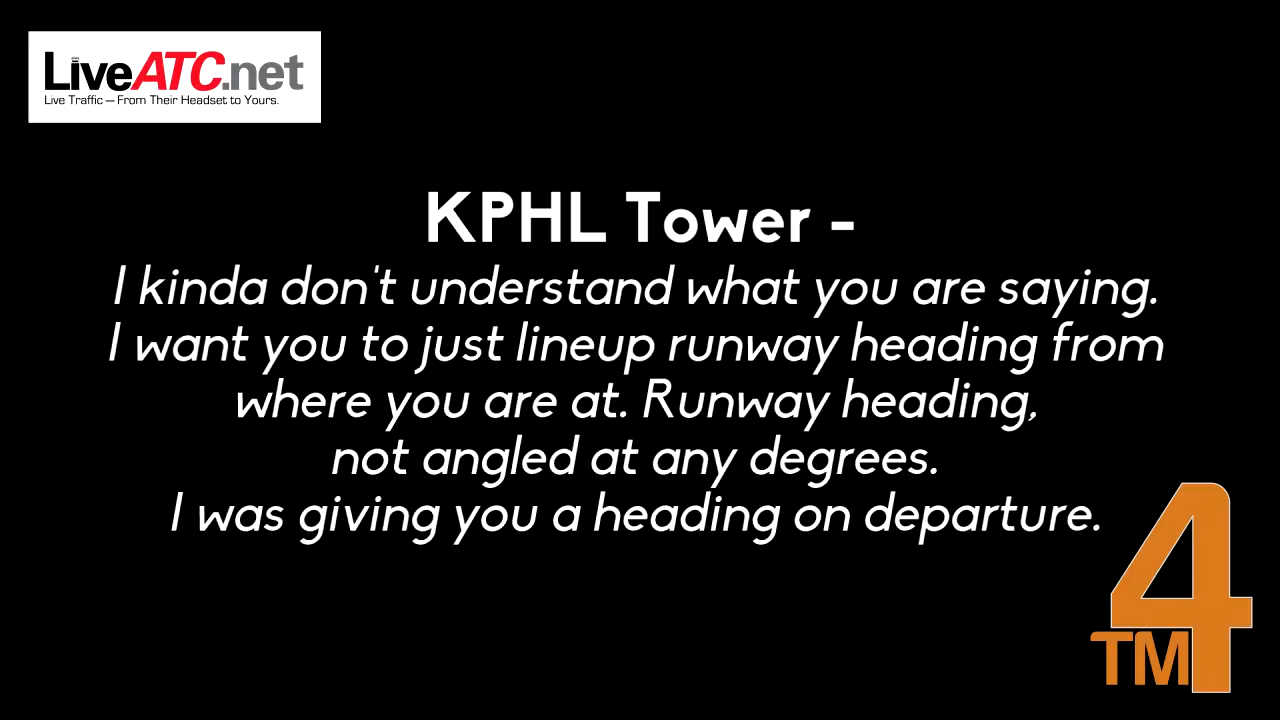 LiveATC.net
Live Traffic – From Their Headset to Yours.
KPHL Tower -
I kinda don't understand what you are saying.
I want you to just lineup runway heading from
where you are at. Runway heading,
not angled at any degrees.
I was giving you a heading on departure.
4
TM